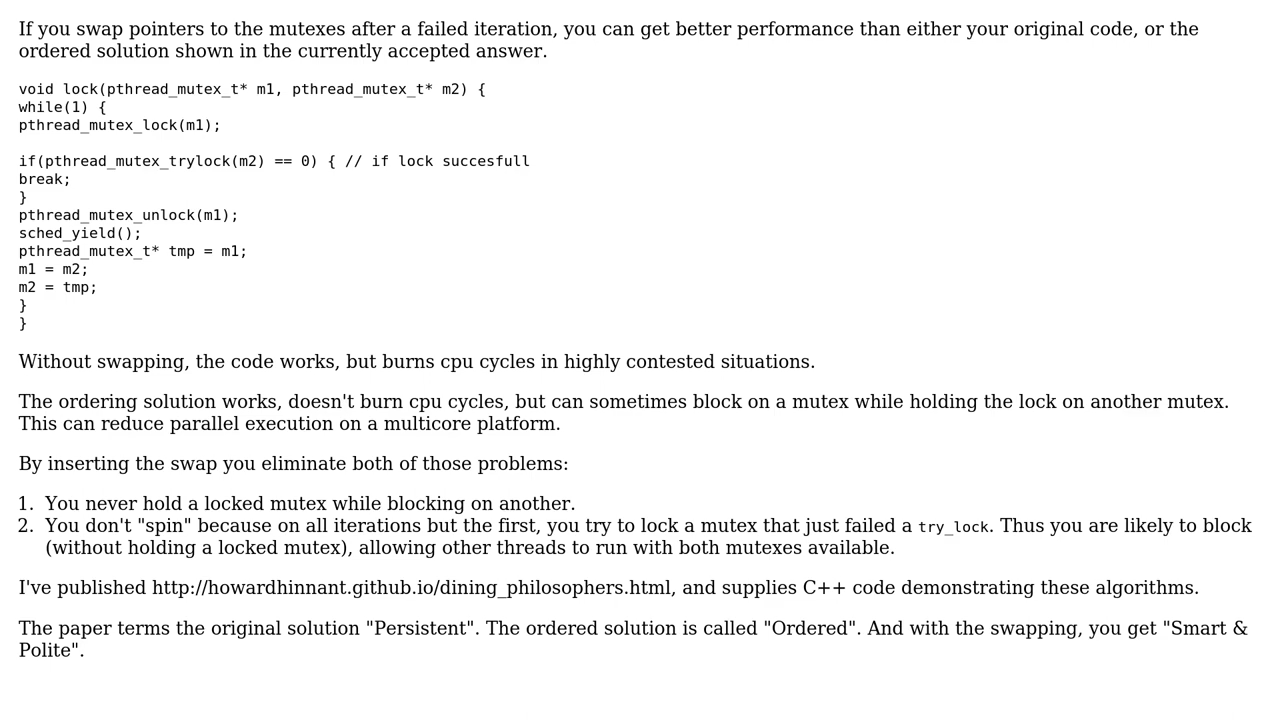 If you swap pointers to the mutexes after a failed iteration, you can get better performance than either your original code, or the
ordered solution shown in the currently accepted answer.
void lock(pthread_mutex_t* m1, pthread_mutex_t* m2) {
while(1) {
pthread_mutex_lock(m1);
if(pthread_mutex_trylock(m2) == 0) { // if lock succesfull
break;
}
pthread_mutex_unlock(m1);
sched_yield();
pthread_mutex_t* tmp = m1;
m1 = m2;
m2 = tmp;
}
}
Without swapping, the code works, but burns cpu cycles in highly contested situations.
The ordering solution works, doesn't burn cpu cycles, but can sometimes block on a mutex while holding the lock on another mutex.
This can reduce parallel execution on a multicore platform.
By inserting the swap you eliminate both of those problems:
1. You never hold a locked mutex while blocking on another.
2. You don't "spin" because on all iterations but the first, you try to lock a mutex that just failed a try_lock. Thus you are likely to block
(without holding a locked mutex), allowing other threads to run with both mutexes available.
I've published http://howardhinnant.github.io/dining_philosophers.html, and supplies C++ code demonstrating these algorithms.
The paper terms the original solution "Persistent". The ordered solution is called "Ordered". And with the swapping, you get "Smart &
Polite".